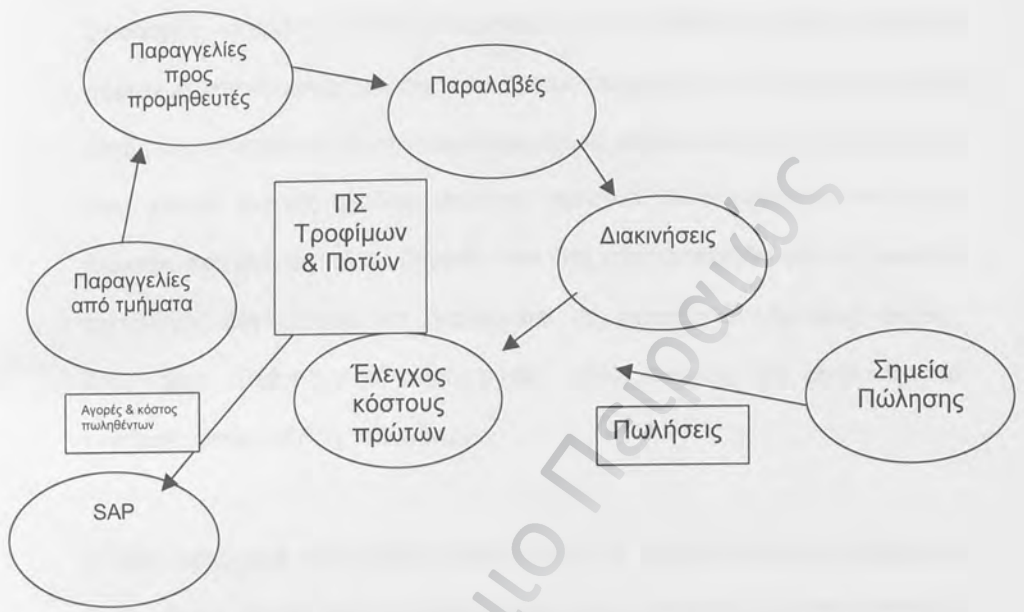 Παραγγελίες
προς
προμηθευτές
Παραλαβές
ΠΣ
Τροφίμων
& Ποτών
Διακινήσεις
Παραγγελίες
από τμήματα
Έλεγχος
κόστους
πρώτων
Σημεία
Πώλησης
Αγορές & κόστος
πωληθέντων
Πωλήσεις
SAP
Πειραιώς